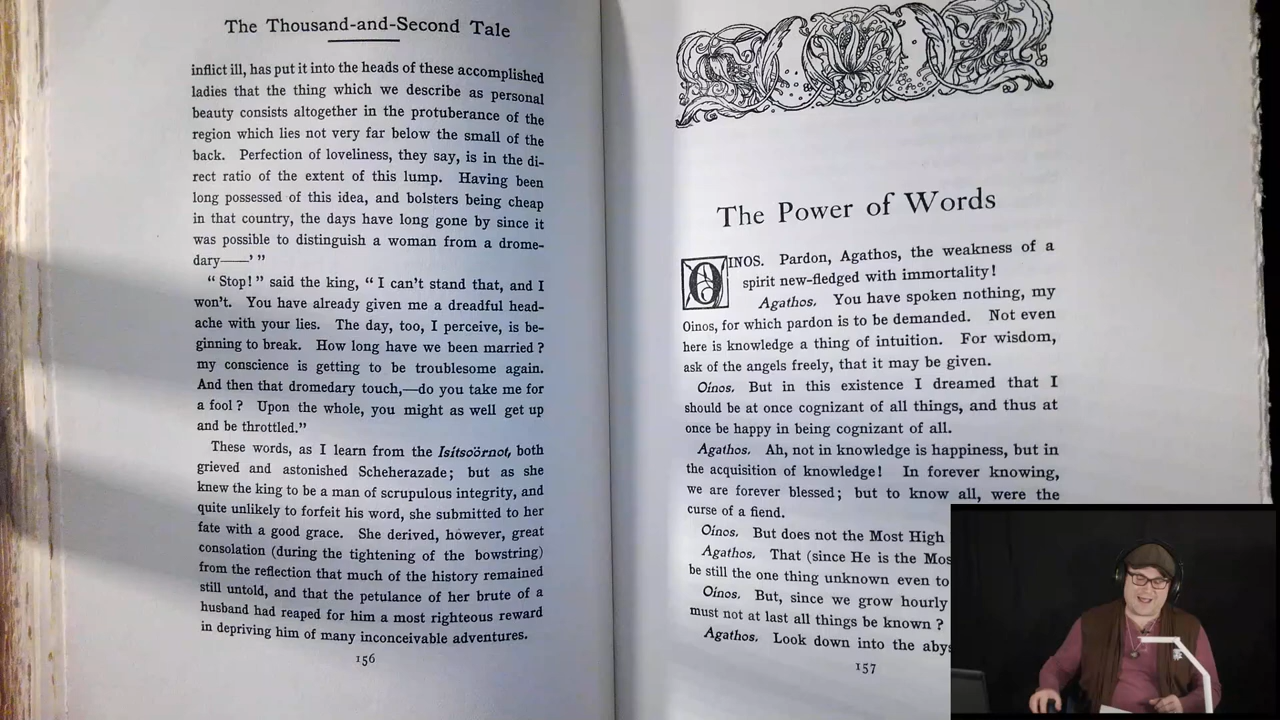 The Thousand-and-Second Tale
inflict ill, has put it into the heads of these accomplished
ladies that the thing which we describe as personal
beauty consists altogether in the protuberance of the
region which lies not very far below the small of the
back. Perfection of loveliness, they say, is in the di-
rect ratio of the extent of this lump. Having been
long possessed of this idea, and bolsters being cheap
in that country, the days have long gone by since it
was possible to distinguish a woman from a drome-
dary——' ”
“ Stop! ” said the king, “ I can't stand that, and I
won't. You have already given me a dreadful head-
ache with your lies. The day, too, I perceive, is be-
ginning to break. How long have we been married ?
my conscience is getting to be troublesome again.
And then that dromedary touch,—do you take me for
a fool ? Upon the whole, you might as well get up
and be throttled.”
These words, as I learn from the Isitsoörnot, both
grieved and astonished Scheherazade; but as she
knew the king to be a man of scrupulous integrity, and
quite unlikely to forfeit his word, she submitted to her
fate with a good grace. She derived, however, great
consolation (during the tightening of the bowstring)
from the reflection that much of the history remained
still untold, and that the petulance of her brute of a
husband had reaped for him a most righteous reward
in depriving him of many inconceivable adventures.
156
The Power of Words
OINOS. Pardon, Agathos, the weakness of a
spirit new-fledged with immortality!
Agathos. You have spoken nothing, my
Oinos, for which pardon is to be demanded. Not even
here is knowledge a thing of intuition. For wisdom,
ask of the angels freely, that it may be given.
Oinos. But in this existence I dreamed that I
should be at once cognizant of all things, and thus at
once be happy in being cognizant of all.
Agathos. Ah, not in knowledge is happiness, but in
the acquisition of knowledge! In forever knowing,
we are forever blessed; but to know all, were the
curse of a fiend.
Oinos. But does not the Most High
Agathos. That (since He is the Mos
be still the one thing unknown even to
Oinos. But, since we grow hourly
must not at last all things be known ?
Agathos. Look down into the abys
157